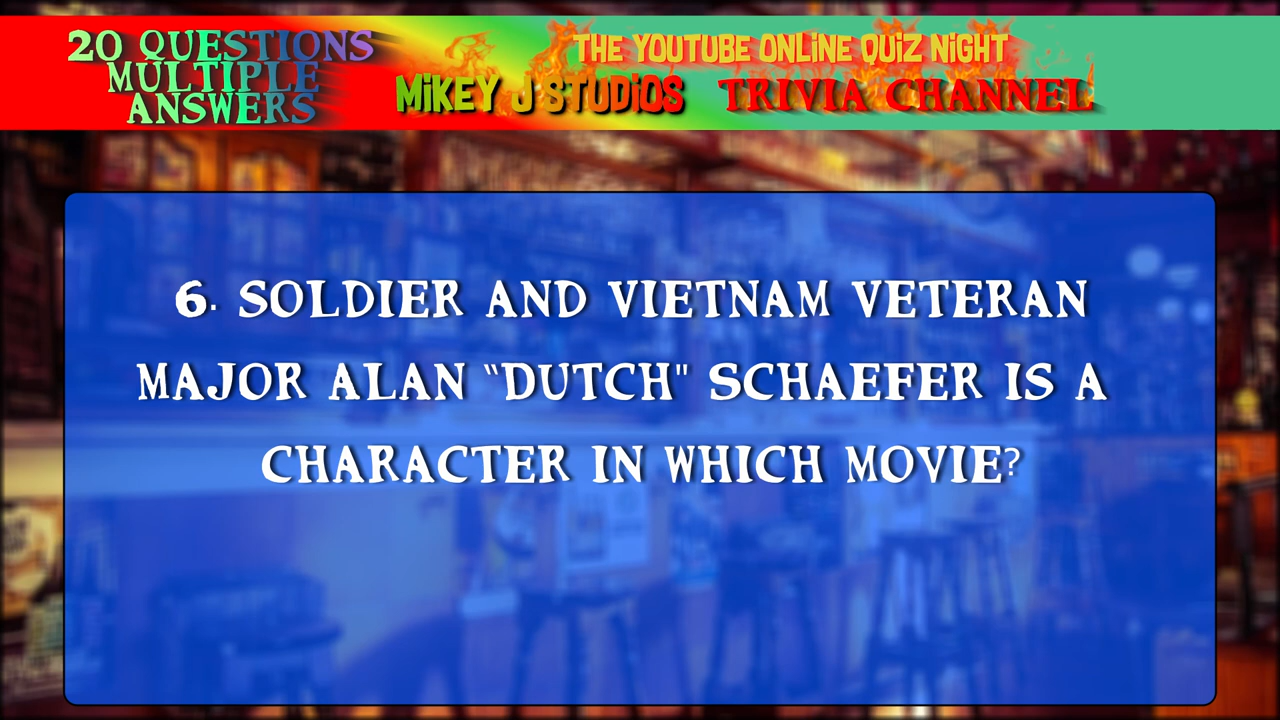 20 QUESTIONS
MULTIPLE
ANSWERS
THE YOUTUBE ONLINE QUIZ NIGHT
MIKEY J STUDIOS TRIVIA CHANNEL
6. SOLDIER AND VIETNAM VETERAN
MAJOR ALAN "DUTCH" SCHAEFER IS A
CHARACTER IN WHICH MOVIE?